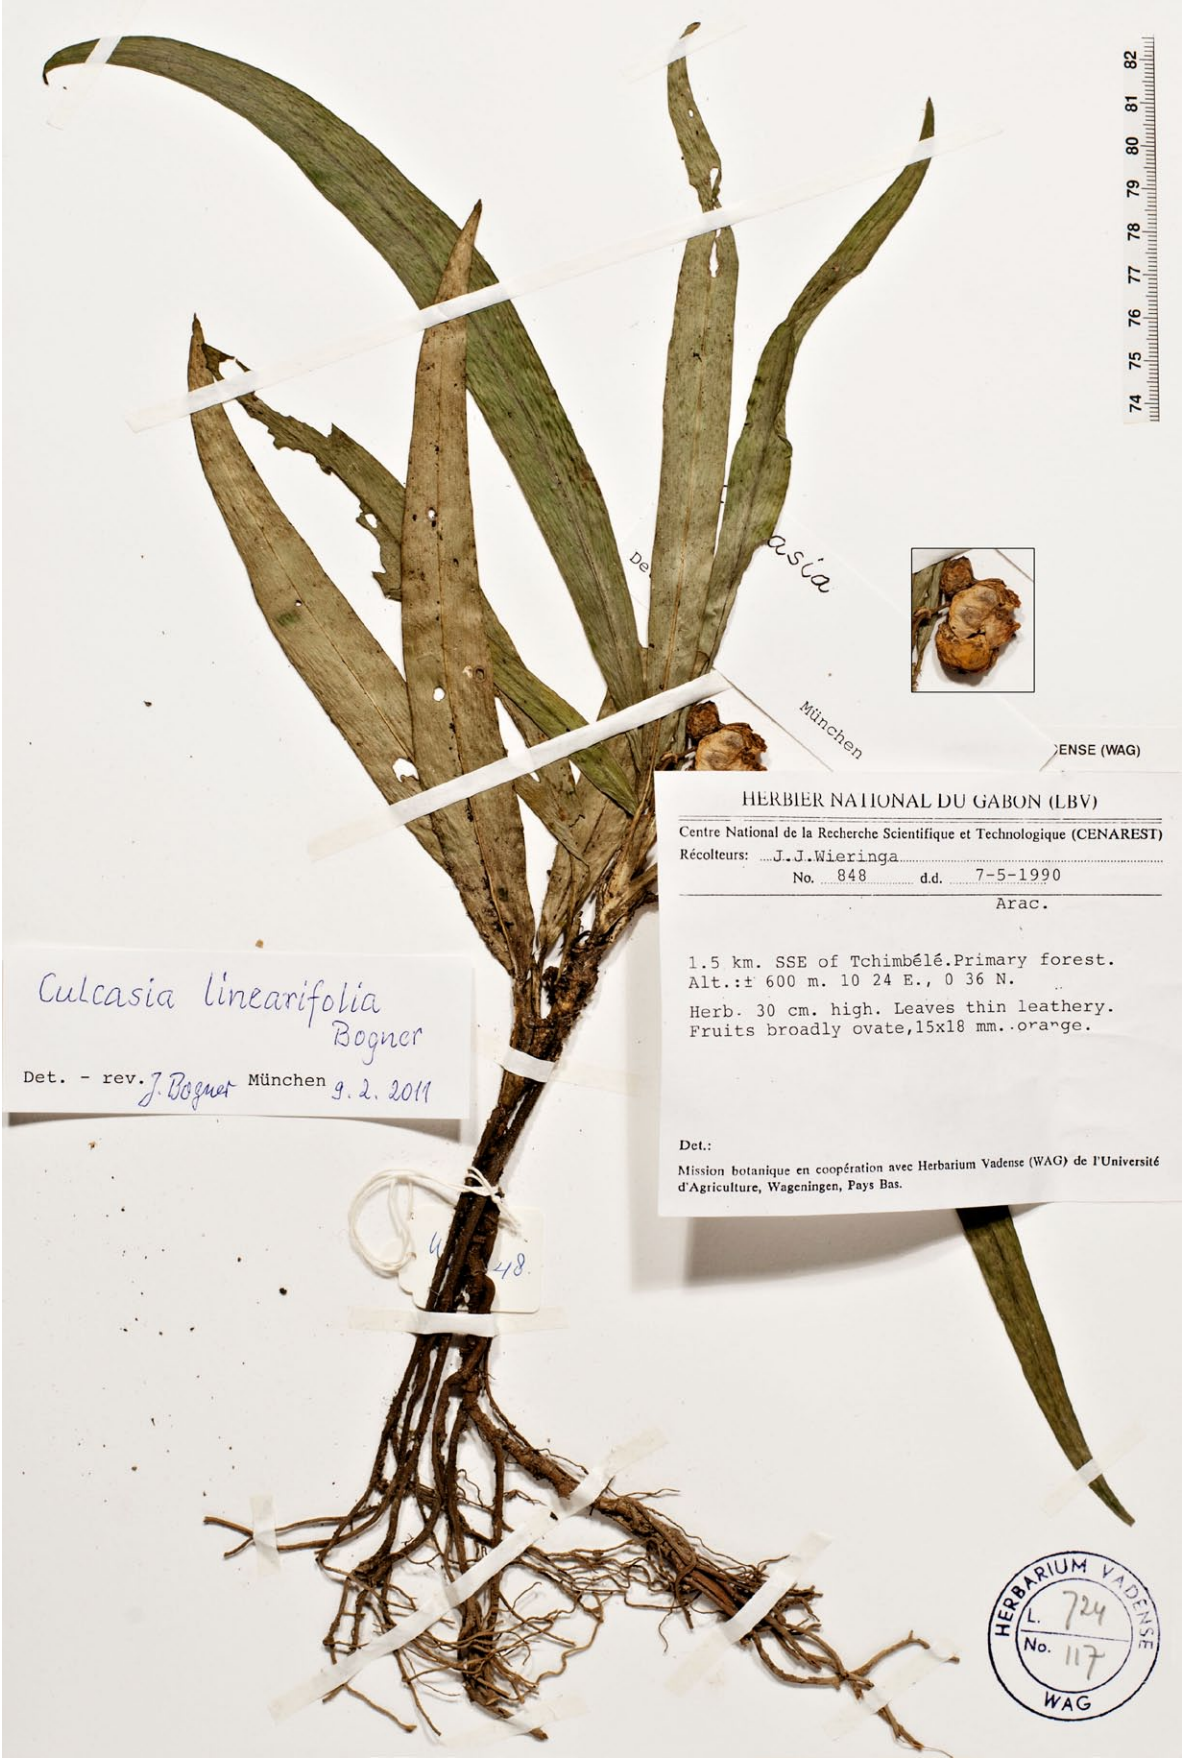 82
81
80
79
78
77
76
75
74
De
asia
München
ENSE (WAG)
HERBIER NATIONAL DU GABON (LBV)
Centre National de la Recherche Scientifique et Technologique (CENAREST)
Récolteurs: J.J.Wieringa
No. 848 d.d. 7-5-1990
Arac.
1.5 km. SSE of Tchimbélé.Primary forest.
Alt.:± 600 m. 10 24 E., 0 36 N.
Herb. 30 cm. high. Leaves thin leathery.
Fruits broadly ovate,15x18 mm. orange.
Det.:
Mission botanique en coopération avec Herbarium Vadense (WAG) de l'Université
d'Agriculture, Wageningen, Pays Bas.
Culcasia linearifolia
Bogner
Det. - rev. J. Bogner München 9.2.2011
W 48.
HERBARIUM VADENSE
L. 724
No. 117
WAG